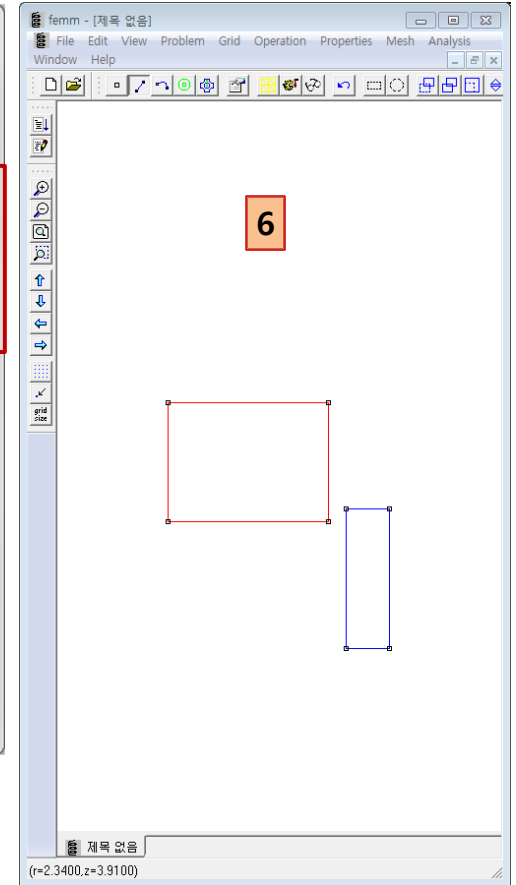 femm - [제목 없음]
File Edit View Problem Grid Operation Properties Mesh Analysis
Window Help
6
grid
size
제목 없음
(r=2.3400,z=3.9100)